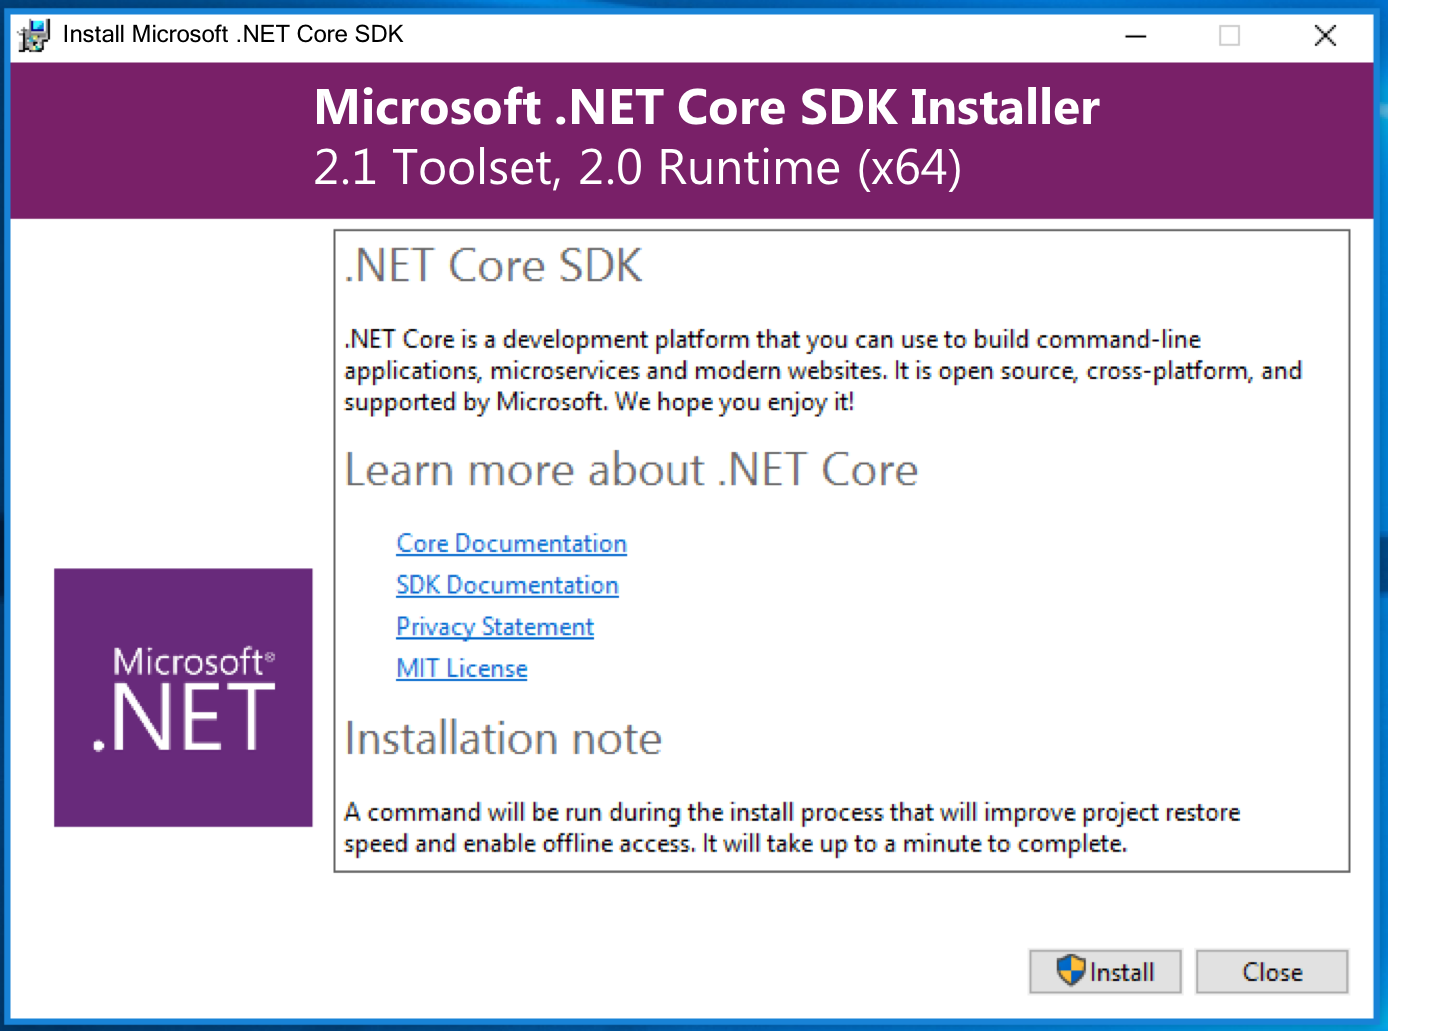 Install Microsoft .NET Core SDK
Microsoft .NET Core SDK Installer
2.1 Toolset, 2.0 Runtime (x64)
.NET Core SDK
.NET Core is a development platform that you can use to build command-line
applications, microservices and modern websites. It is open source, cross-platform, and
supported by Microsoft. We hope you enjoy it!
Learn more about .NET Core
Core Documentation
SDK Documentation
Privacy Statement
MIT License
Microsoft®
.NET
Installation note
A command will be run during the install process that will improve project restore
speed and enable offline access. It will take up to a minute to complete.
Install
Close